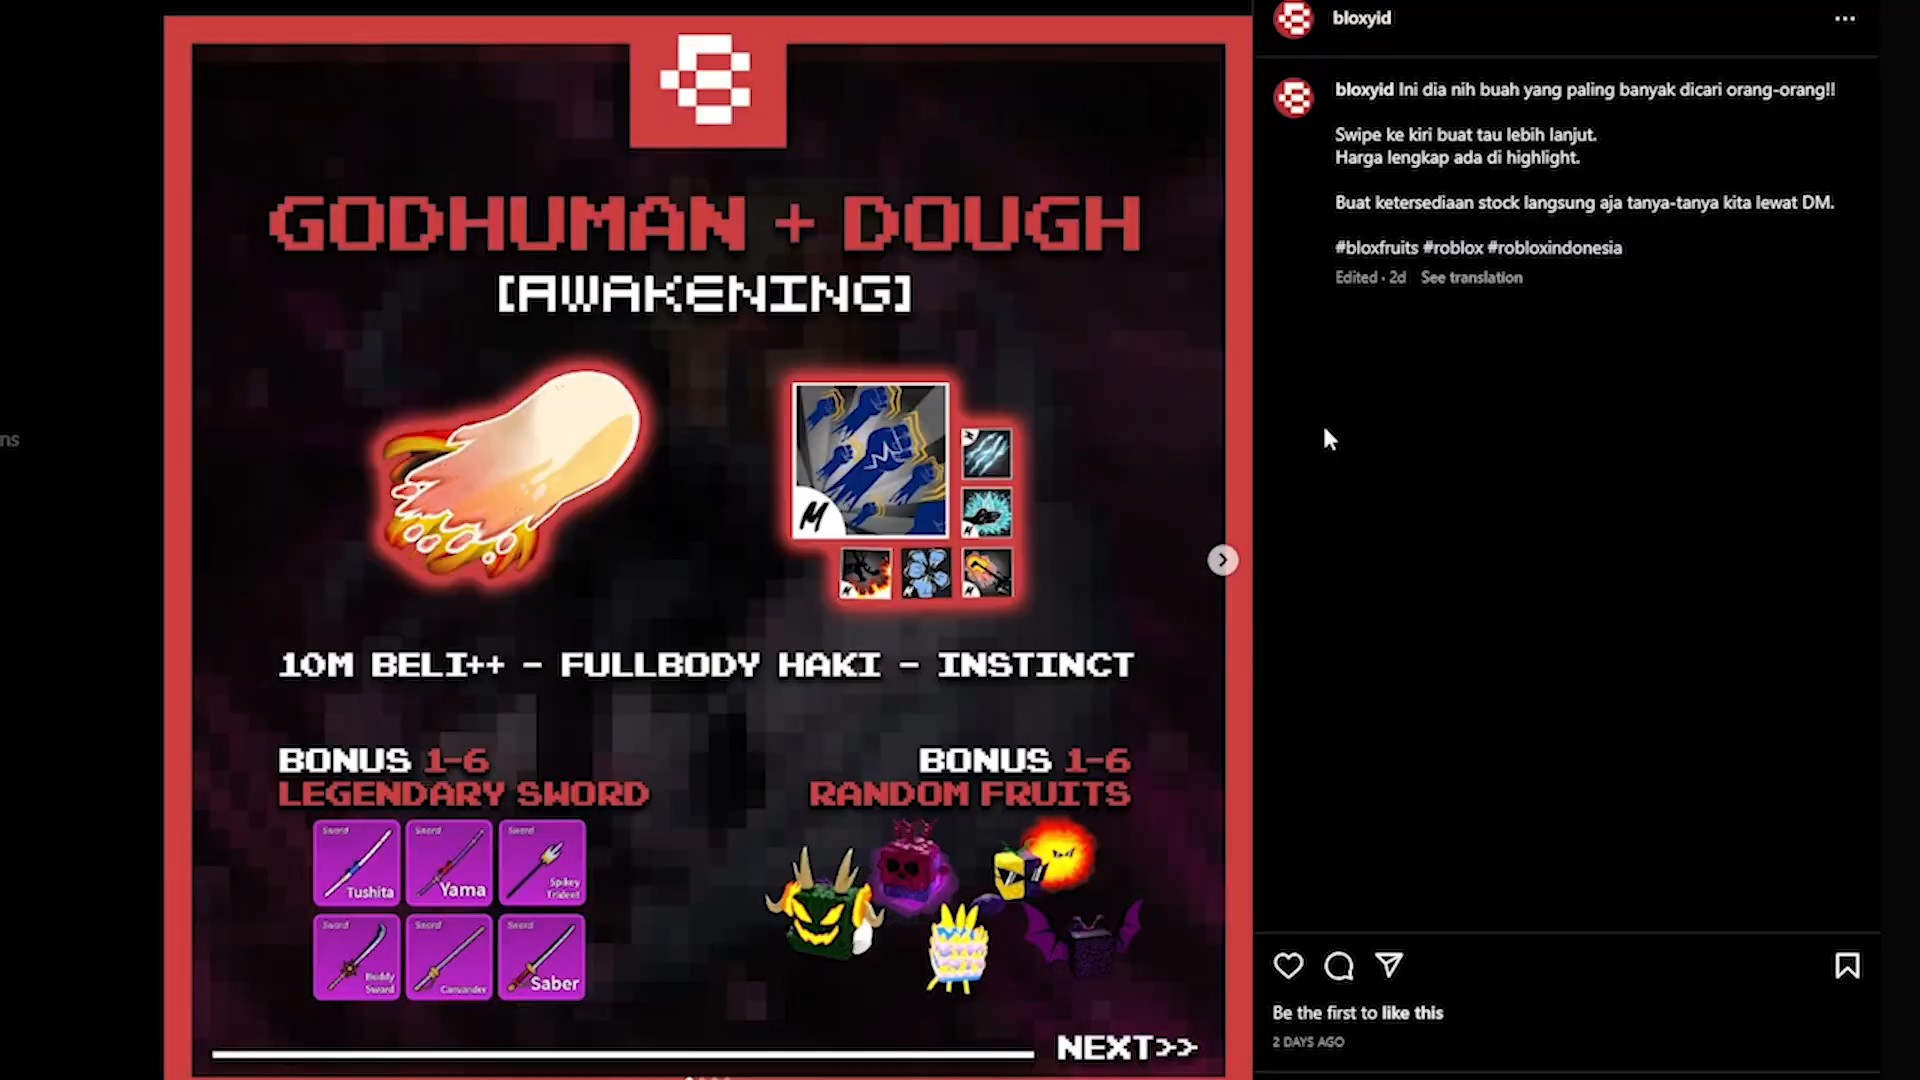 ns
GODHUMAN + DOUGH
[AWAKENING]
M
10M BELI++ - FULLBODY HAKI - INSTINCT
BONUS 1-6
LEGENDARY SWORD
Sword
Tushita
Sword
Yama
Sword
Spikey
Trident
Sword
Buddy
Sword
Sword
Canvander
Sword
Saber
BONUS 1-6
RANDOM FRUITS
NEXT>>
bloxyid
bloxyid Ini dia nih buah yang paling banyak dicari orang-orang!!
Swipe ke kiri buat tau lebih lanjut.
Harga lengkap ada di highlight.
Buat ketersediaan stock langsung aja tanya-tanya kita lewat DM.
#bloxfruits #roblox #robloxindonesia
Edited · 2d See translation
Be the first to like this
2 DAYS AGO